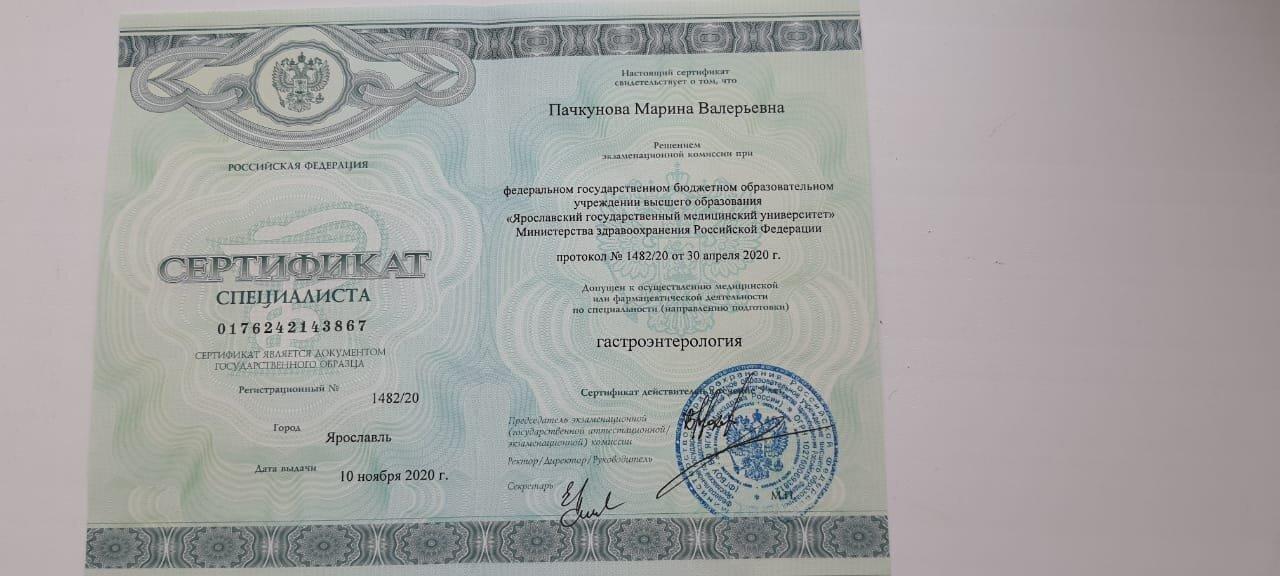 РОССИЙСКАЯ ФЕДЕРАЦИЯ
СЕРТИФИКАТ
СПЕЦИАЛИСТА
0176242143867
СЕРТИФИКАТ ЯВЛЯЕТСЯ ДОКУМЕНТОМ
ГОСУДАРСТВЕННОГО ОБРАЗЦА
Регистрационный №
1482/20
Город
Ярославль
Дата выдачи
10 ноября 2020 г.
Настоящий сертификат
свидетельствует о том, что
Пачкунова Марина Валерьевна
Решением
экзаменационной комиссии при
федеральном государственном бюджетном образовательном
учреждении высшего образования
«Ярославский государственный медицинский университет»
Министерства здравоохранения Российской Федерации
протокол № 1482/20 от 30 апреля 2020 г.
Допущен к осуществлению медицинской
или фармацевтической деятельности
по специальности (направлению подготовки)
гастроэнтерология
Сертификат действителен
Председатель экзаменационной
(государственной аттестационной/
экзаменационной) комиссии
Ректор/Директор/Руководитель
Секретарь
М.П.